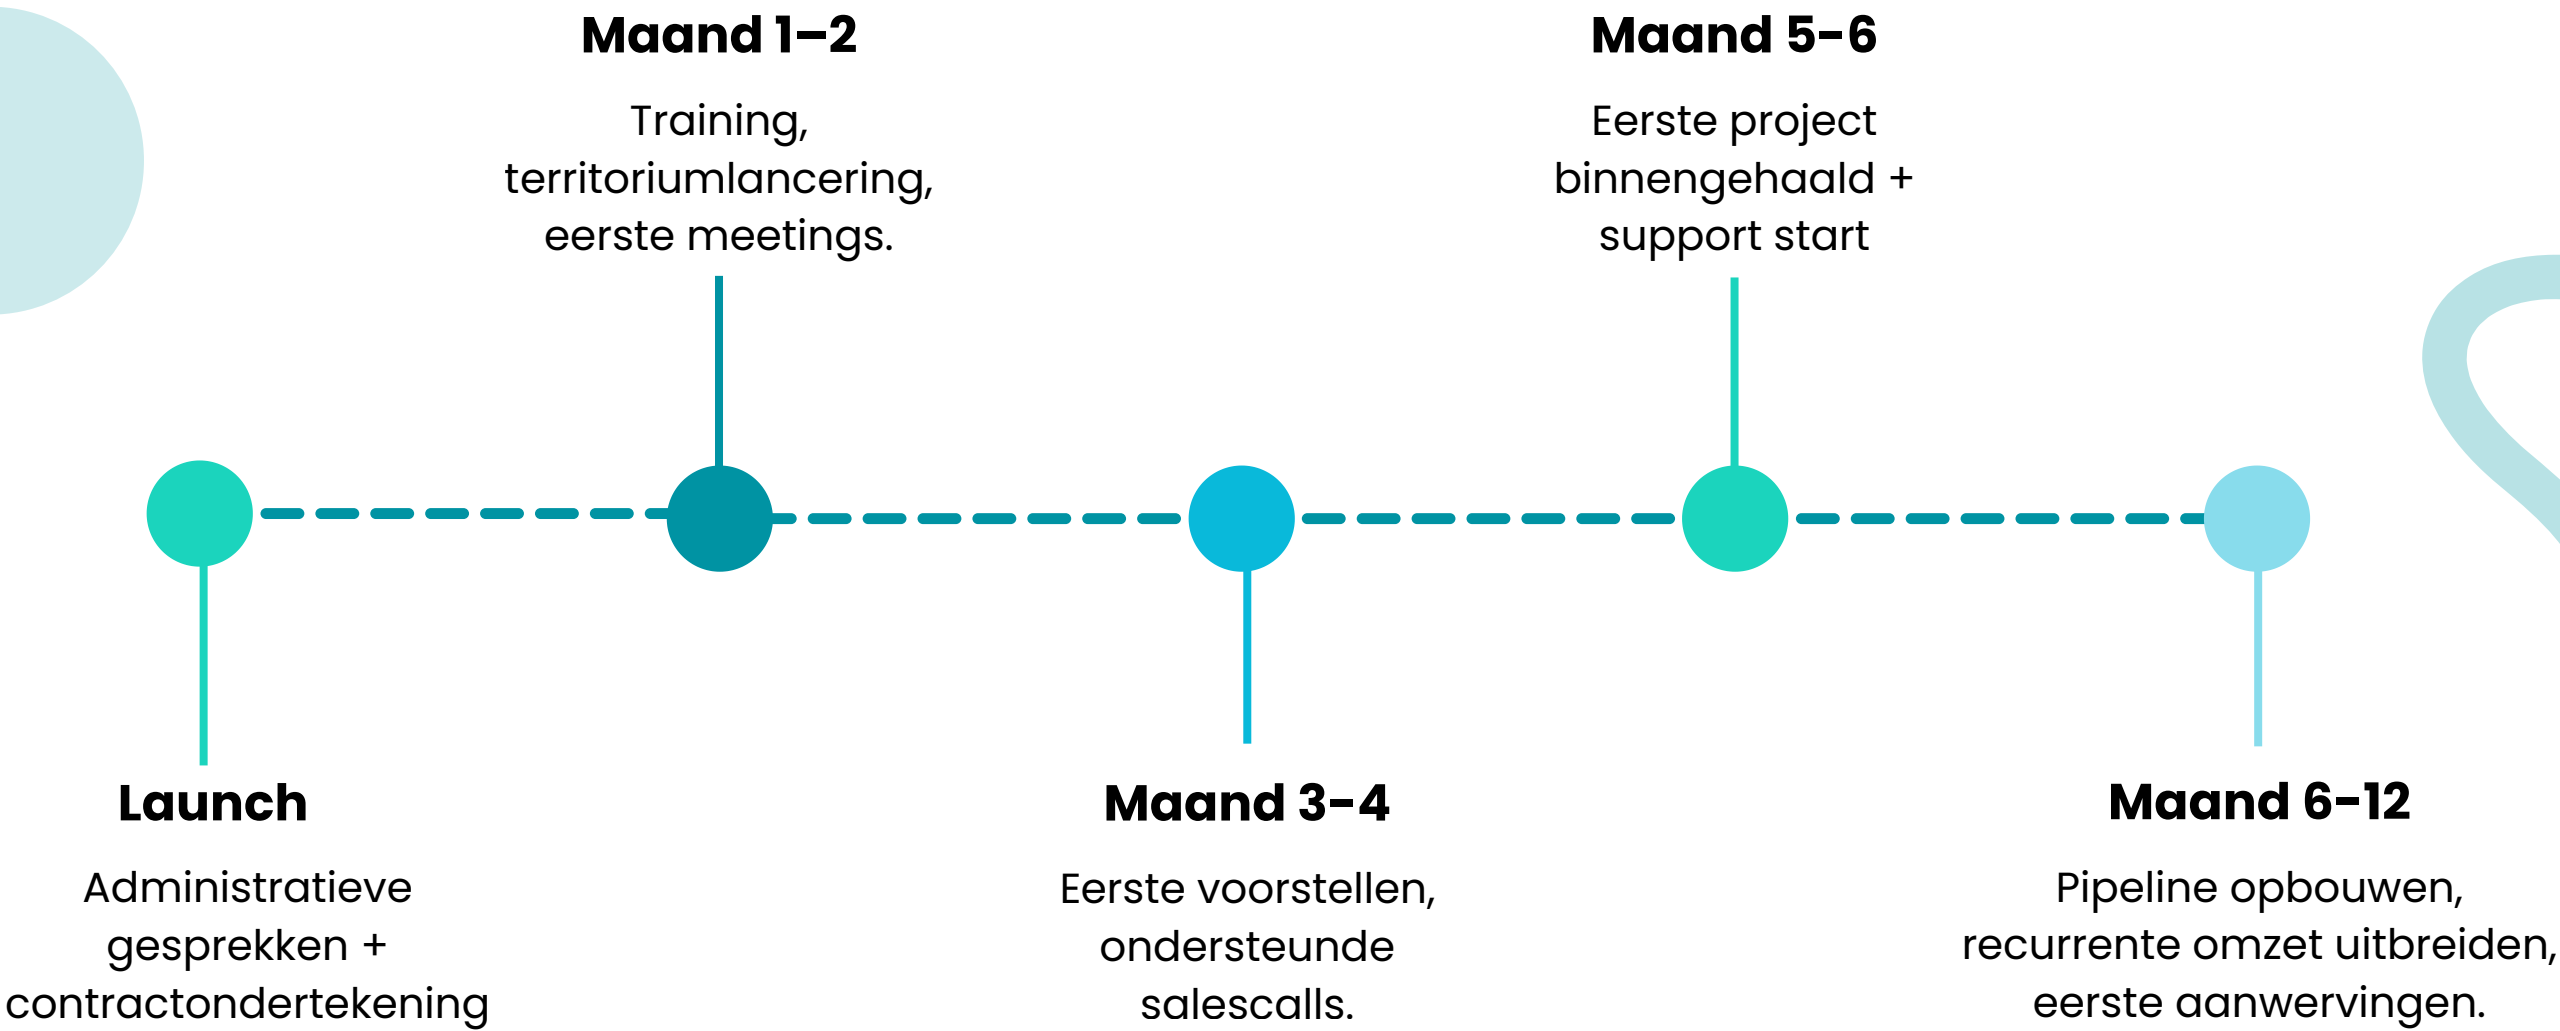 Maand 1–2
Training,
territoriumlancering,
eerste meetings.
Maand 5-6
Eerste project
binnengehaald +
support start
Launch
Administratieve
gesprekken +
contractondertekening
Maand 3-4
Eerste voorstellen,
ondersteunde
salescalls.
Maand 6-12
Pipeline opbouwen,
recurrente omzet uitbreiden,
eerste aanwervingen.